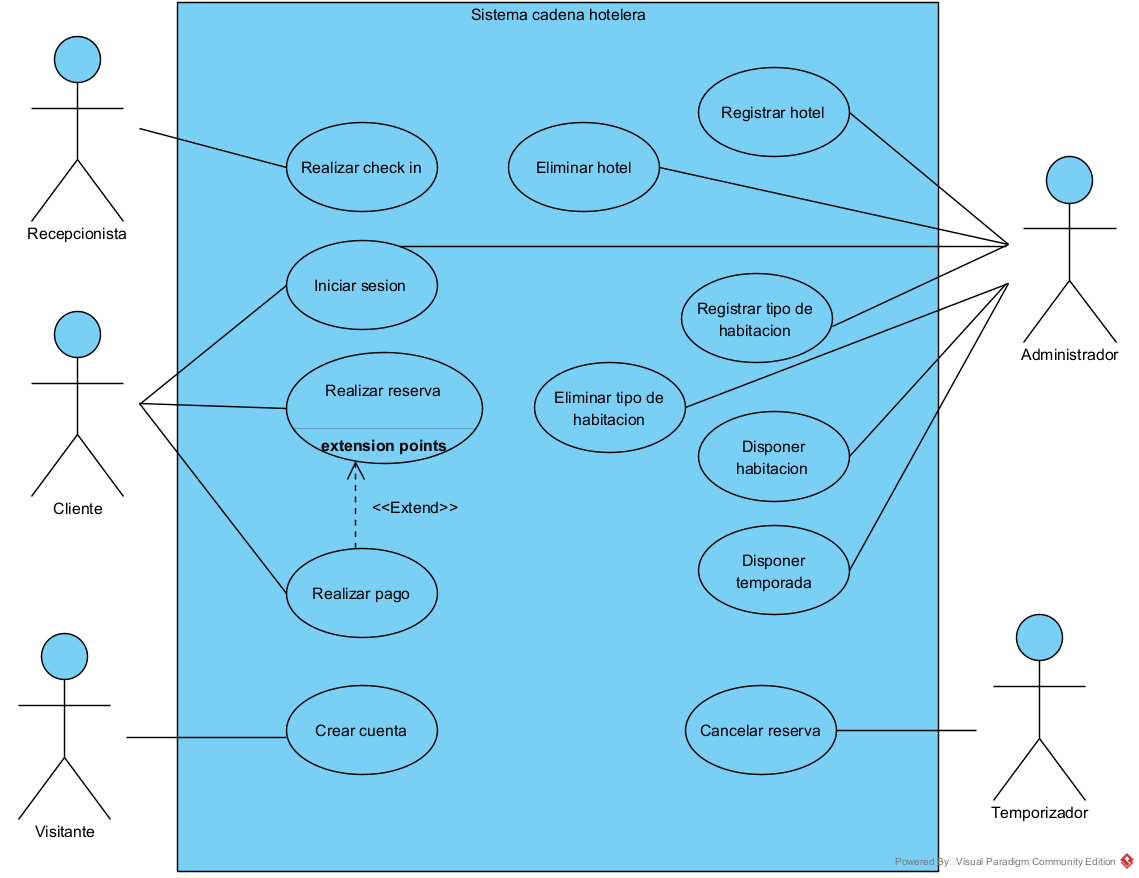 Sistema cadena hotelera
Registrar hotel
Realizar check in
Eliminar hotel
Recepcionista
Iniciar sesion
Registrar tipo de
habitacion
Administrador
Realizar reserva
extension points
Eliminar tipo de
habitacion
Disponer
habitacion
Cliente
<<Extend>>
Disponer
temporada
Realizar pago
Crear cuenta
Cancelar reserva
Temporizador
Visitante
Powered By Visual Paradigm Community Edition